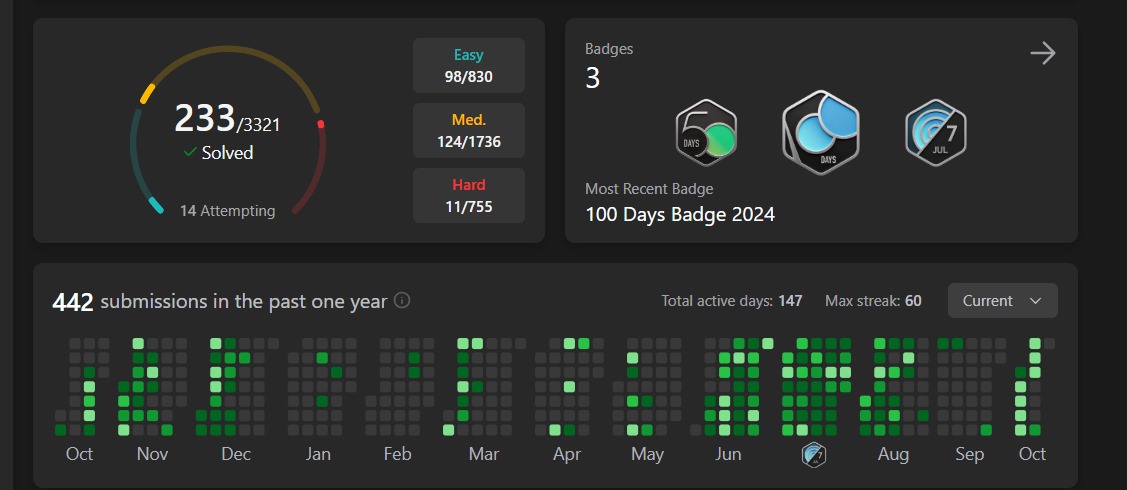 233/3321
Solved
14 Attempting
Easy
98/830
Med.
124/1736
Hard
11/755
Badges
3
DAYS
DAYS
7
JUL
Most Recent Badge
100 Days Badge 2024
442 submissions in the past one year
Total active days: 147 Max streak: 60 Current
Oct Nov Dec Jan Feb Mar Apr May Jun 7 Aug Sep Oct